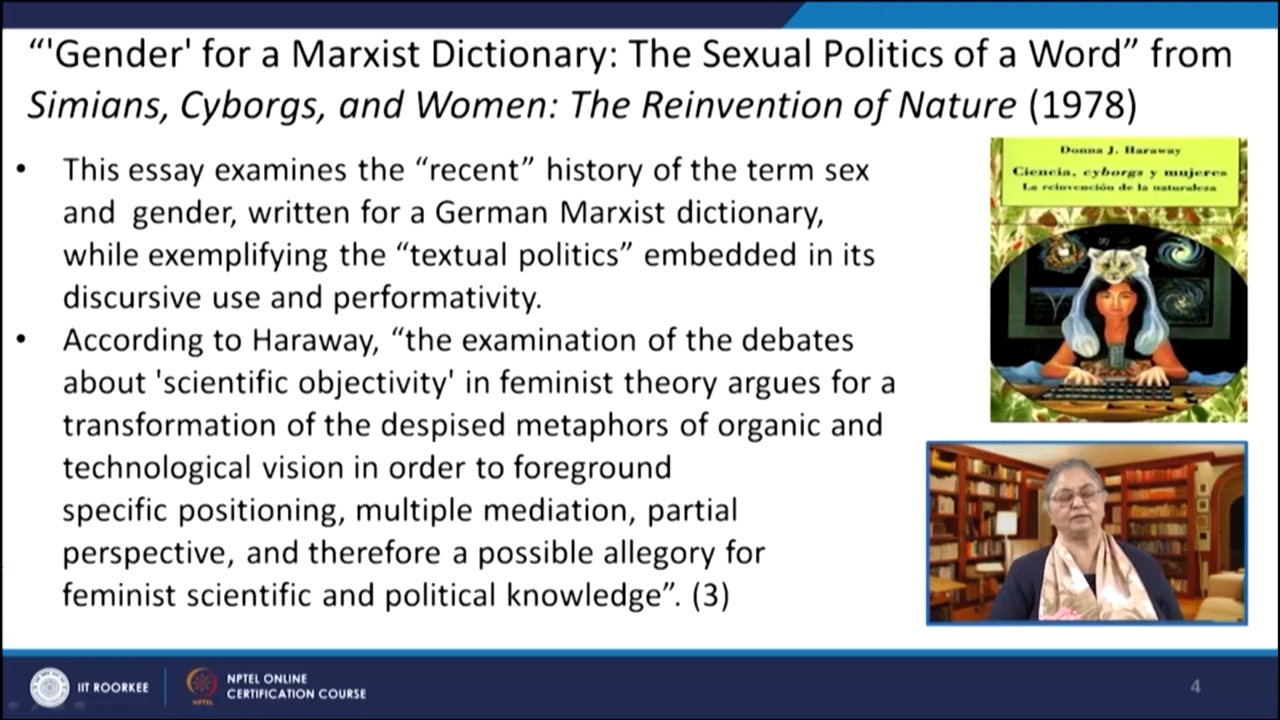 “'Gender' for a Marxist Dictionary: The Sexual Politics of a Word” from
Simians, Cyborgs, and Women: The Reinvention of Nature (1978)
• This essay examines the “recent” history of the term sex
and gender, written for a German Marxist dictionary,
while exemplifying the “textual politics” embedded in its
discursive use and performativity.
• According to Haraway, “the examination of the debates
about 'scientific objectivity' in feminist theory argues for a
transformation of the despised metaphors of organic and
technological vision in order to foreground
specific positioning, multiple mediation, partial
perspective, and therefore a possible allegory for
feminist scientific and political knowledge”. (3)
Donna J. Haraway
Ciencia, cyborgs y mujeres
La reinvención de la naturaleza
IIT ROORKEE
NPTEL
NPTEL ONLINE
CERTIFICATION COURSE
4